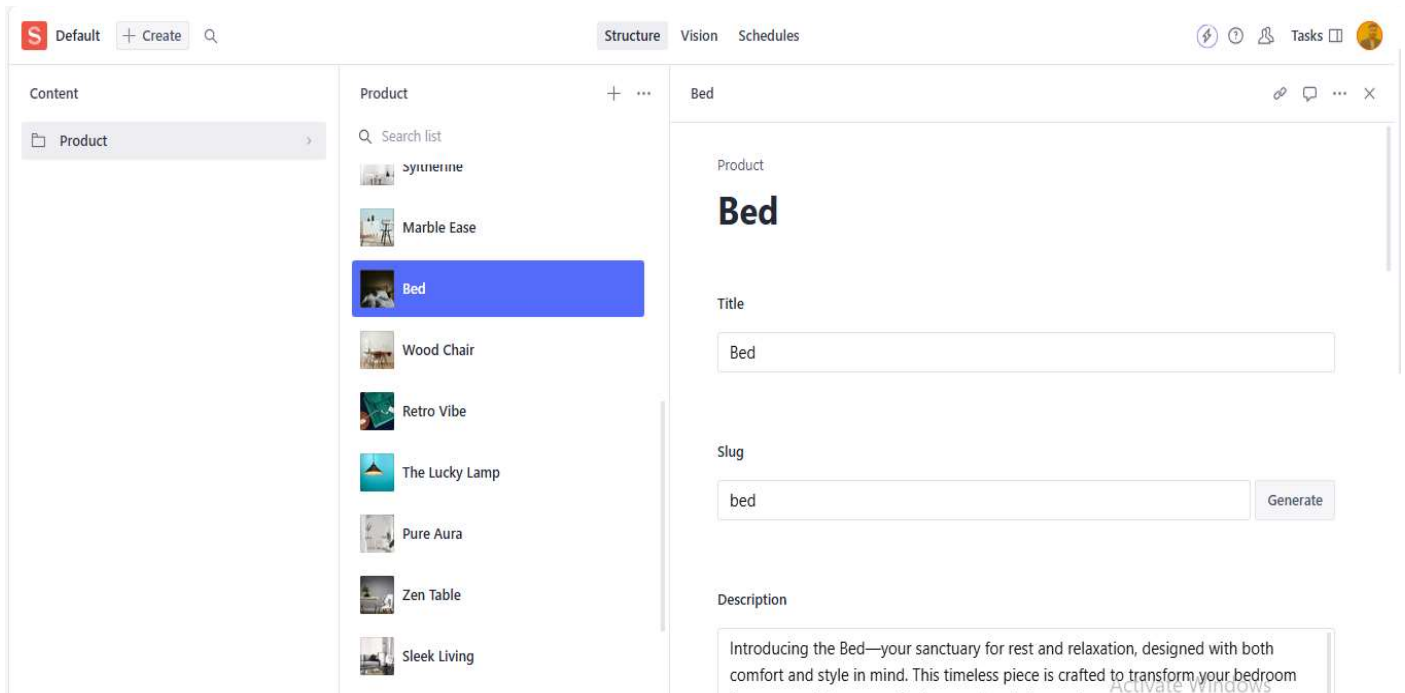 S Default + Create Structure Vision Schedules Tasks
Content
Product
Product
Search list
Syltherine
Marble Ease
Bed
Wood Chair
Retro Vibe
The Lucky Lamp
Pure Aura
Zen Table
Sleek Living
Bed
Product
Bed
Title
Bed
Slug
bed Generate
Description
Introducing the Bed—your sanctuary for rest and relaxation, designed with both
comfort and style in mind. This timeless piece is crafted to transform your bedroom
Activate Windows